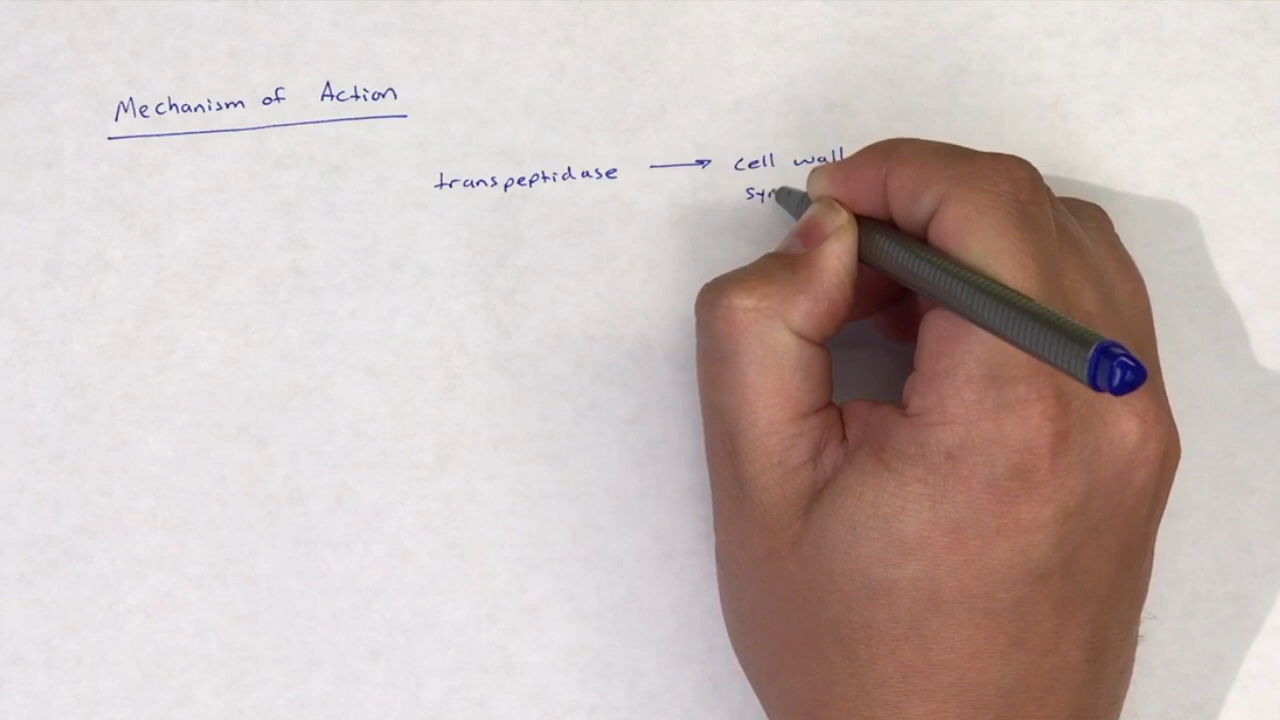 Mechanism of Action
transpeptidase → cell wall